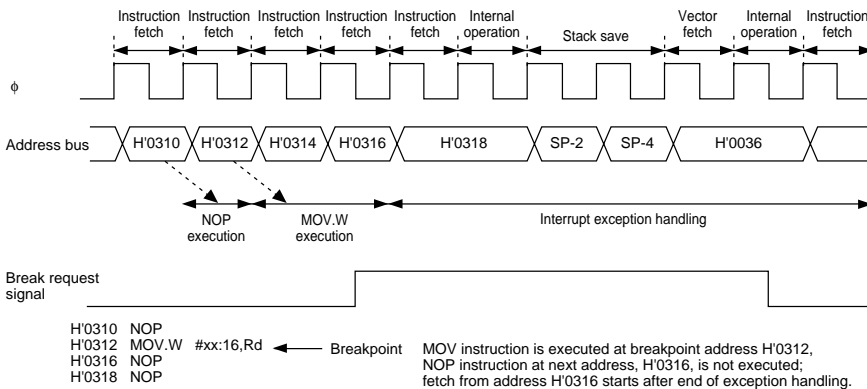 Instruction fetch
Instruction fetch
Instruction fetch
Instruction fetch
Instruction fetch
Internal operation
Stack save
Vector fetch
Internal operation
Instruction fetch
φ
Address bus
H'0310
H'0312
H'0314
H'0316
H'0318
SP-2
SP-4
H'0036
NOP execution
MOV.W execution
Interrupt exception handling
Break request signal
H'0310 NOP
H'0312 MOV.W #xx:16,Rd
H'0316 NOP
H'0318 NOP
Breakpoint
MOV instruction is executed at breakpoint address H'0312,
NOP instruction at next address, H'0316, is not executed;
fetch from address H'0316 starts after end of exception handling.